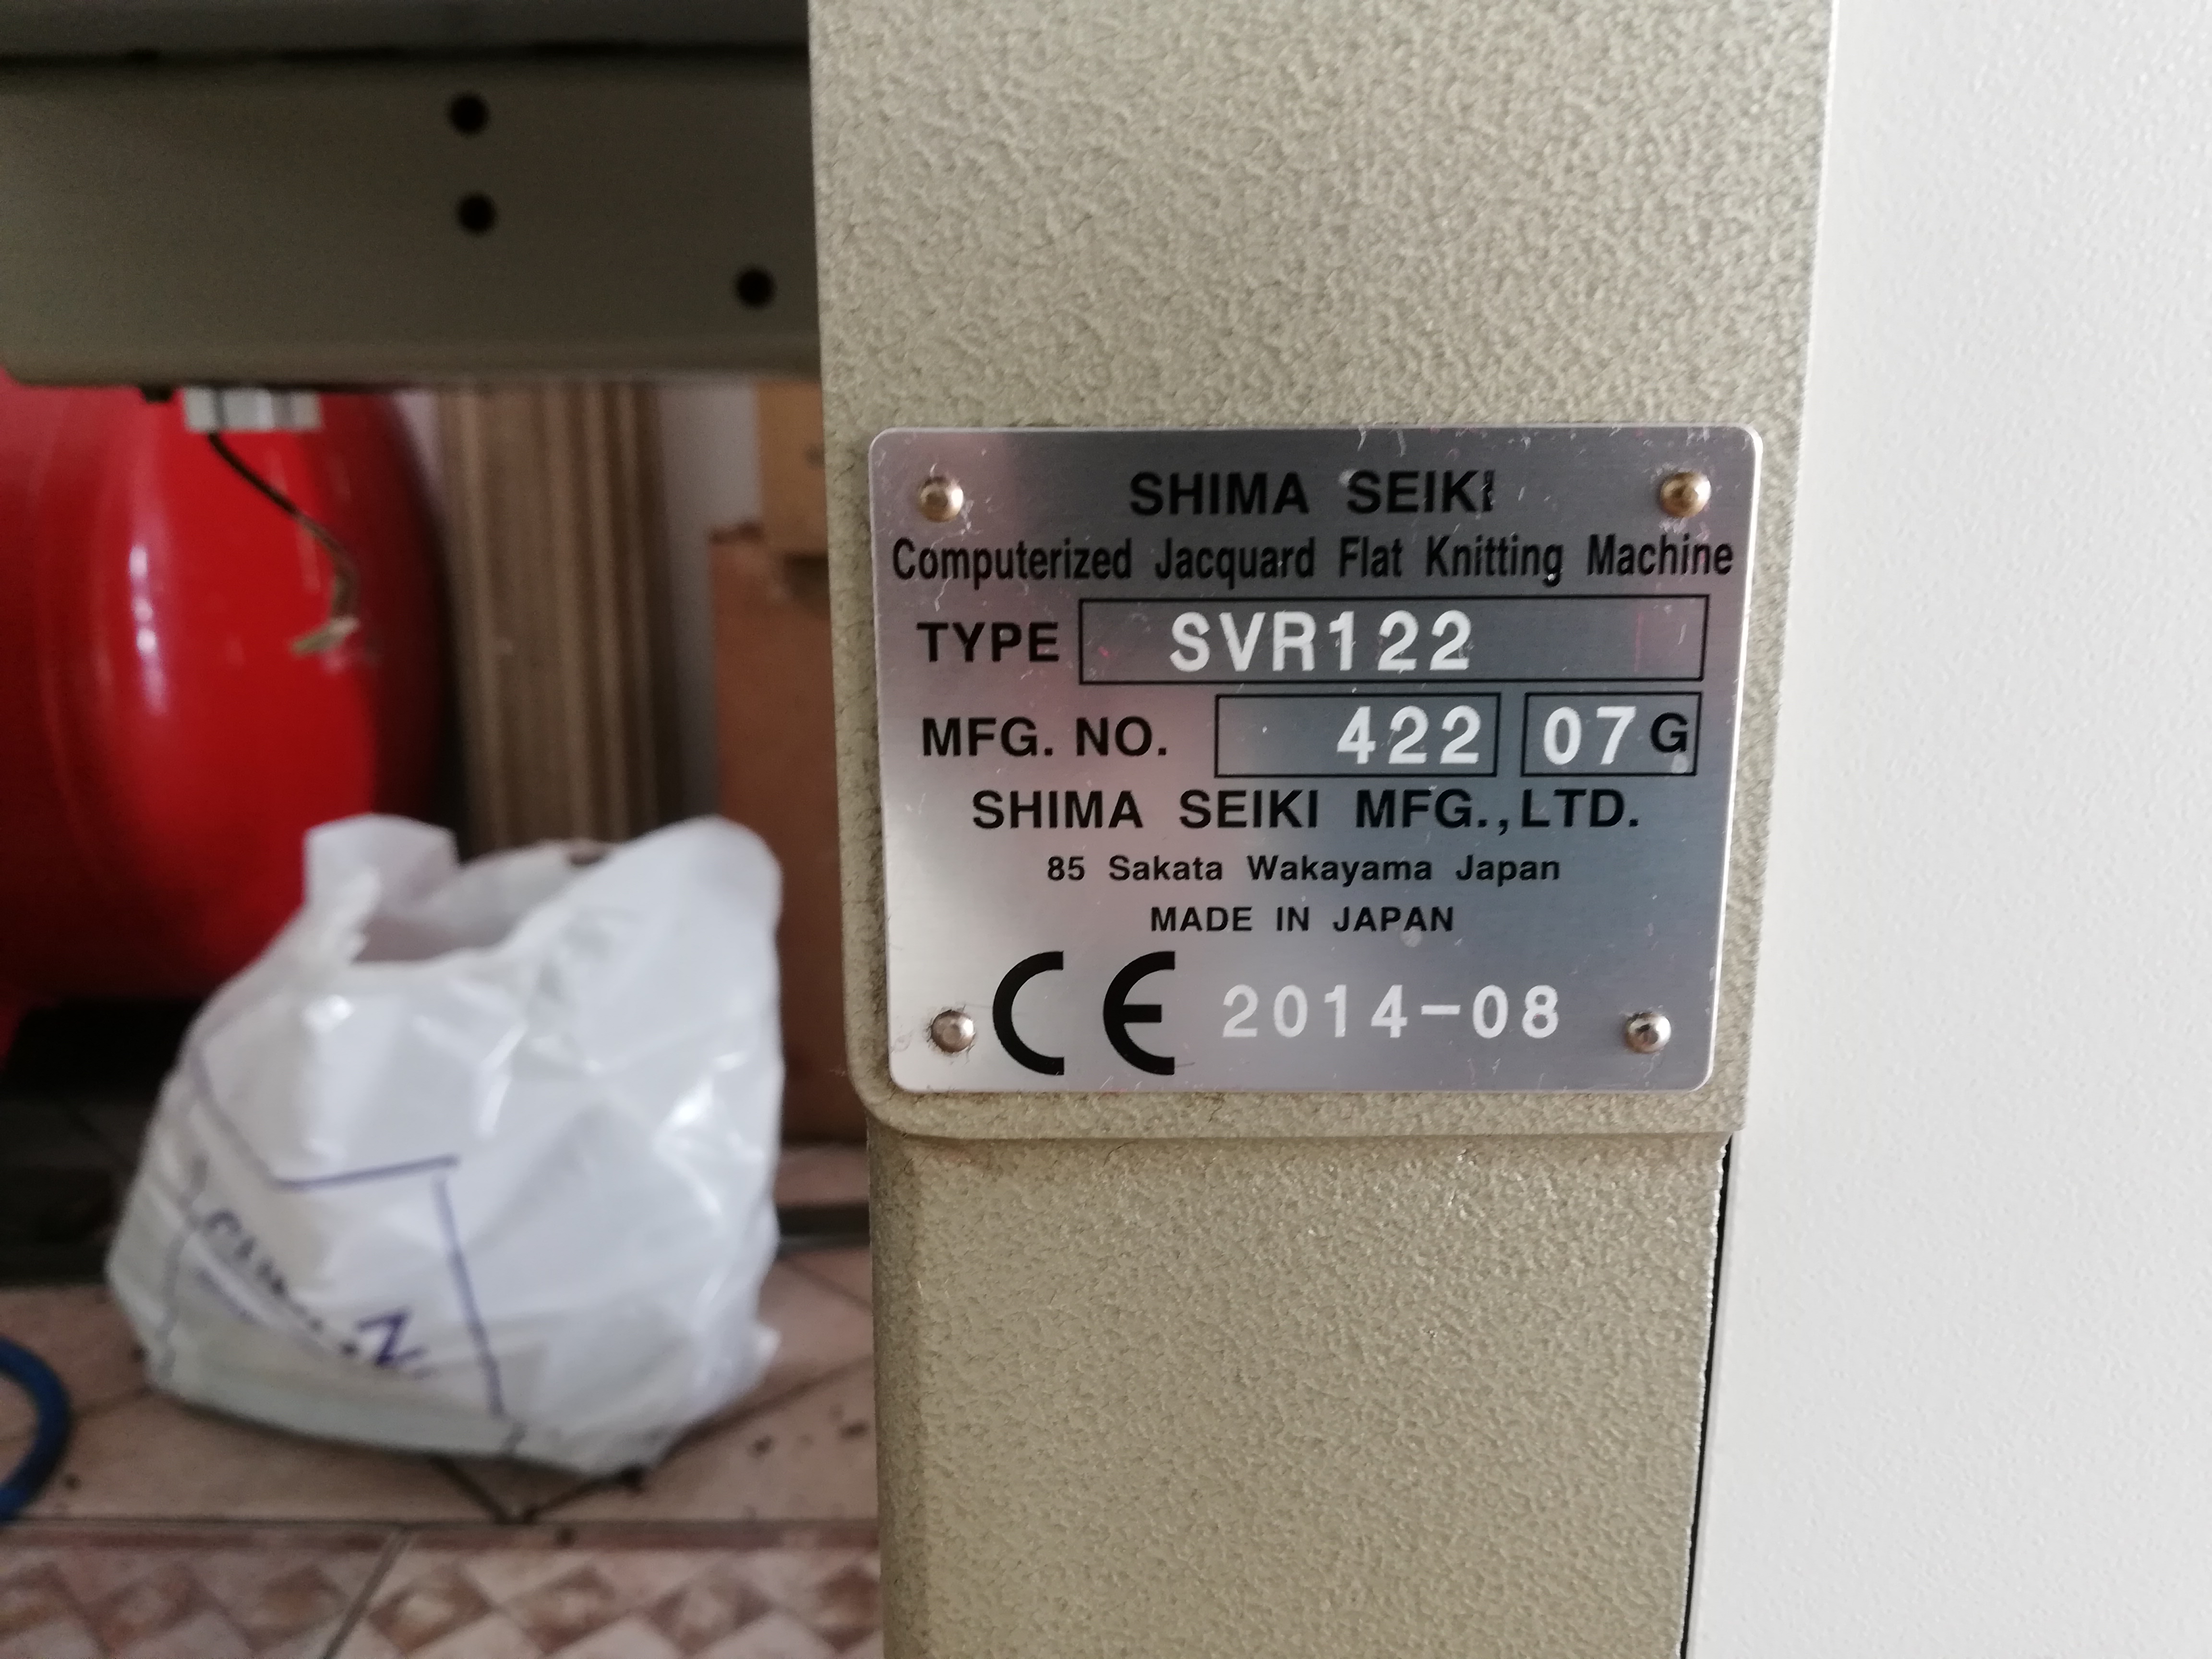 SHIMA SEIKI
Computerized Jacquard Flat Knitting Machine
TYPE SVR122
MFG. NO. 422 07 G
SHIMA SEIKI MFG.,LTD.
85 Sakata Wakayama Japan
MADE IN JAPAN
CE 2014-08